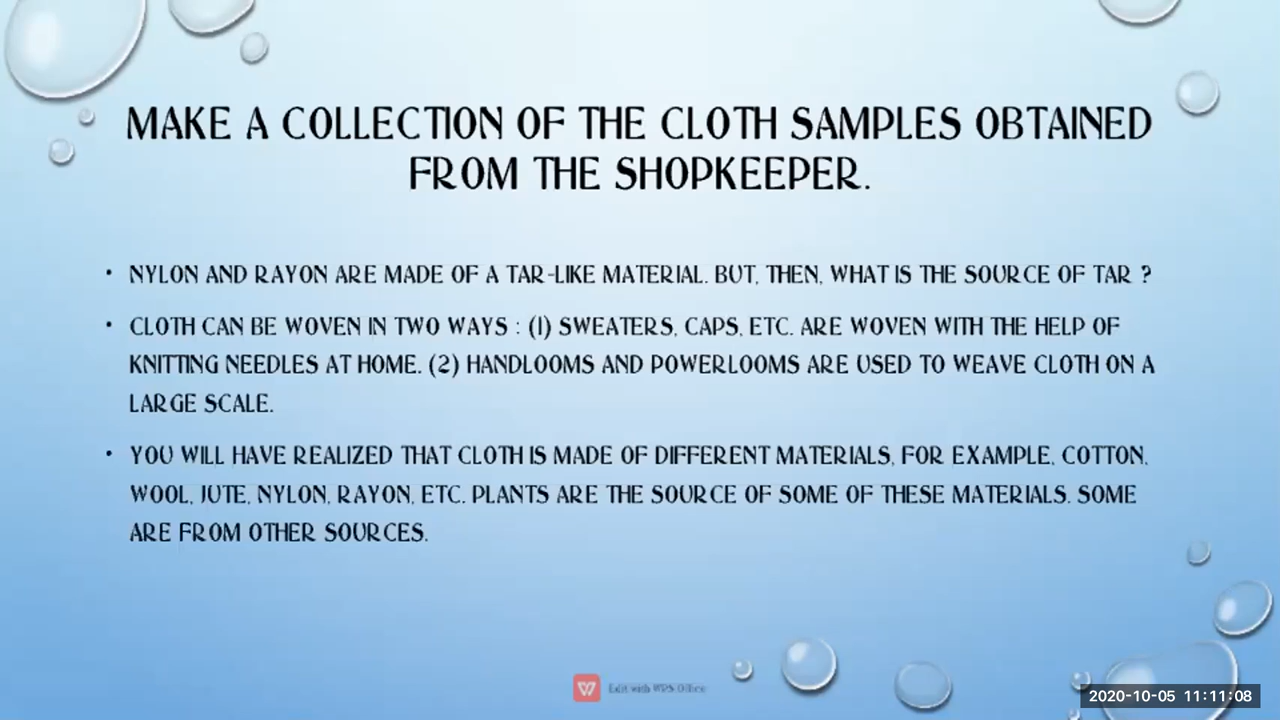 MAKE A COLLECTION OF THE CLOTH SAMPLES OBTAINED
FROM THE SHOPKEEPER.
• NYLON AND RAYON ARE MADE OF A TAR-LIKE MATERIAL. BUT, THEN, WHAT IS THE SOURCE OF TAR ?
• CLOTH CAN BE WOVEN IN TWO WAYS : (1) SWEATERS, CAPS, ETC. ARE WOVEN WITH THE HELP OF
KNITTING NEEDLES AT HOME. (2) HANDLOOMS AND POWERLOOMS ARE USED TO WEAVE CLOTH ON A
LARGE SCALE.
• YOU WILL HAVE REALIZED THAT CLOTH IS MADE OF DIFFERENT MATERIALS, FOR EXAMPLE, COTTON,
WOOL, JUTE, NYLON, RAYON, ETC. PLANTS ARE THE SOURCE OF SOME OF THESE MATERIALS. SOME
ARE FROM OTHER SOURCES.
Edit with WPS Office
2020-10-05 11:11:08